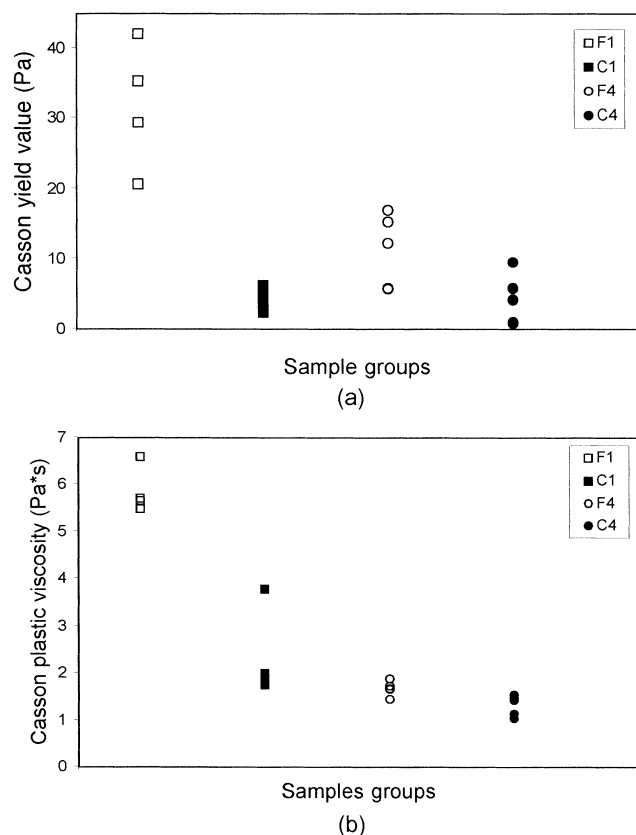 Casson yield value (Pa)
40
30
20
10
0
F1
C1
F4
C4
Sample groups
(a)
Casson plastic viscosity (Pa*s)
7
6
5
4
3
2
1
0
F1
C1
F4
C4
Samples groups
(b)